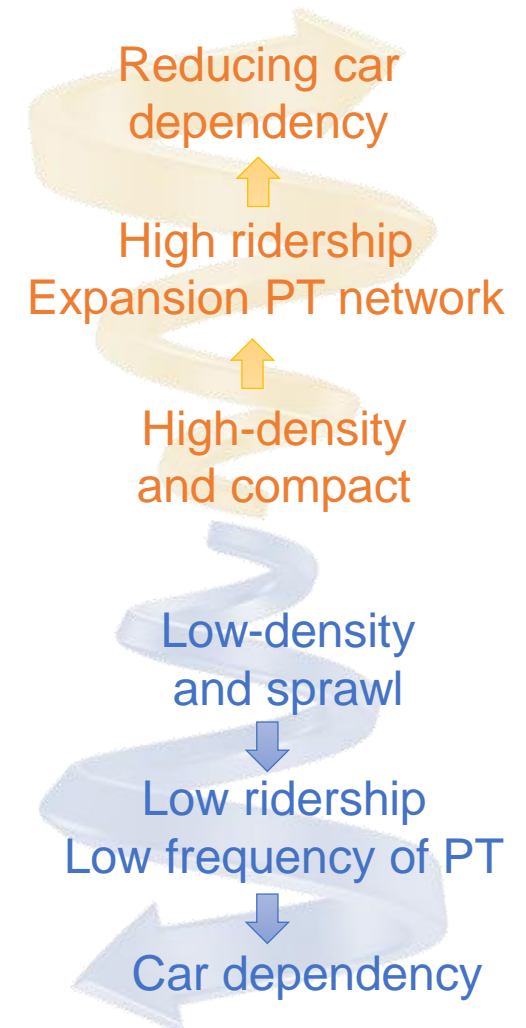 Reducing car
dependency
High ridership
Expansion PT network
High-density
and compact
Low-density
and sprawl
Low ridership
Low frequency of PT
Car dependency